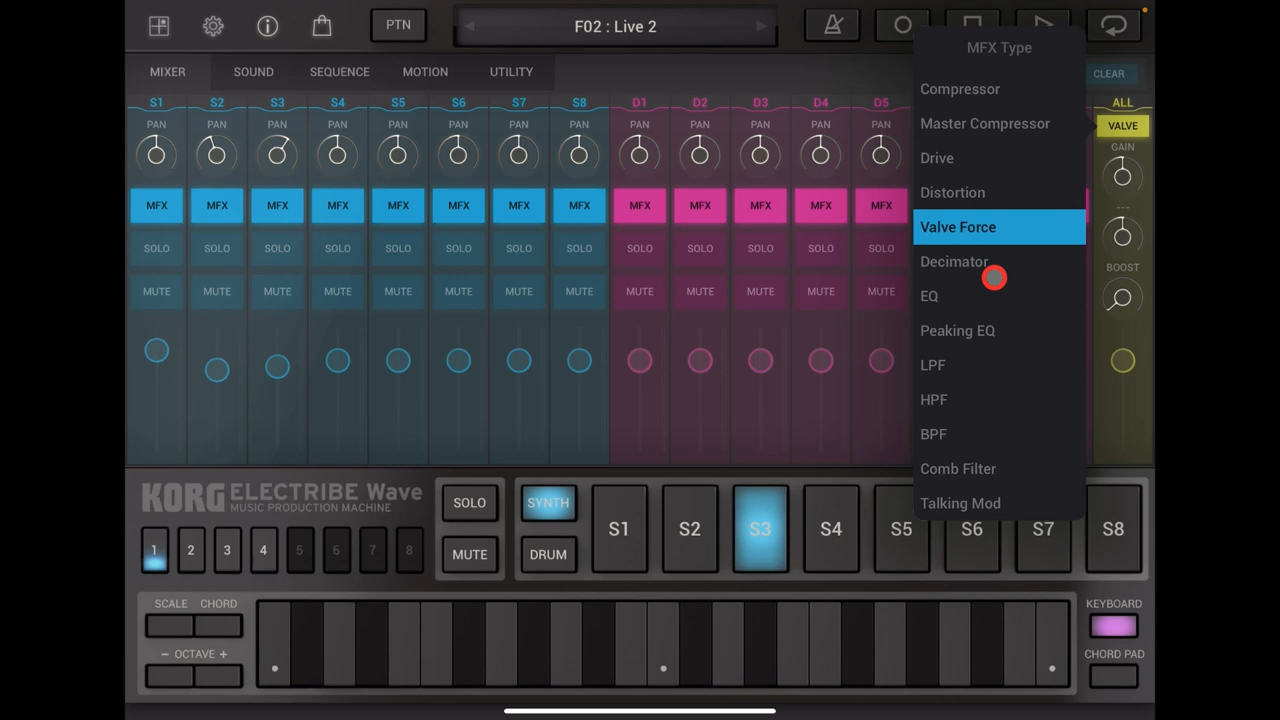 PTN
F02 : Live 2
MFX Type
MIXER
SOUND
SEQUENCE
MOTION
UTILITY
CLEAR
S1 S2 S3 S4 S5 S6 S7 S8 D1 D2 D3 D4 D5 ALL
PAN PAN PAN PAN PAN PAN PAN PAN PAN PAN PAN PAN PAN VALVE
GAIN
MFX MFX MFX MFX MFX MFX MFX MFX MFX MFX MFX MFX MFX
---
SOLO SOLO SOLO SOLO SOLO SOLO SOLO SOLO SOLO SOLO SOLO SOLO SOLO
BOOST
MUTE MUTE MUTE MUTE MUTE MUTE MUTE MUTE MUTE MUTE MUTE MUTE MUTE
Compressor
Master Compressor
Drive
Distortion
Valve Force
Decimator
EQ
Peaking EQ
LPF
HPF
BPF
Comb Filter
Talking Mod
KORG ELECTRIBE Wave
MUSIC PRODUCTION MACHINE
1 2 3 4 5 6 7 8
SOLO
MUTE
SYNTH
DRUM
S1 S2 S3 S4 S5 S6 S7 S8
SCALE CHORD
− OCTAVE +
KEYBOARD
CHORD PAD